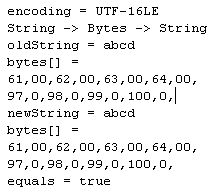 encoding = UTF-16LE
String -> Bytes -> String
oldString = abcd
bytes[] =
61,00,62,00,63,00,64,00,
97,0,98,0,99,0,100,0,
newString = abcd
bytes[] =
61,00,62,00,63,00,64,00,
97,0,98,0,99,0,100,0,
equals = true